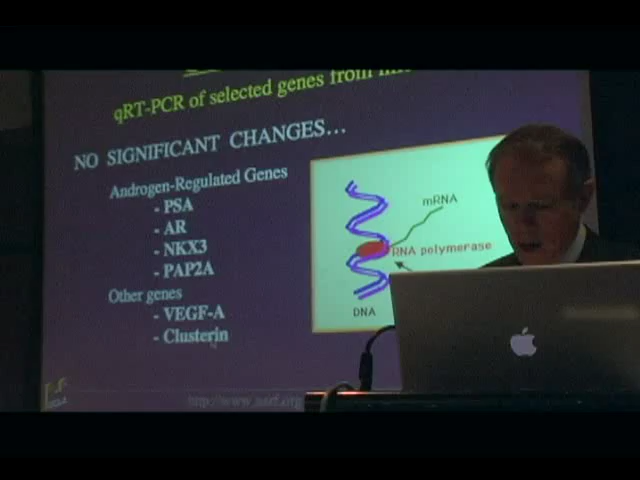 qRT-PCR of selected genes from
NO SIGNIFICANT CHANGES...
Androgen-Regulated Genes
- PSA
- AR
- NKX3
- PAP2A
Other genes
- VEGF-A
- Clusterin
mRNA
RNA polymerase
DNA